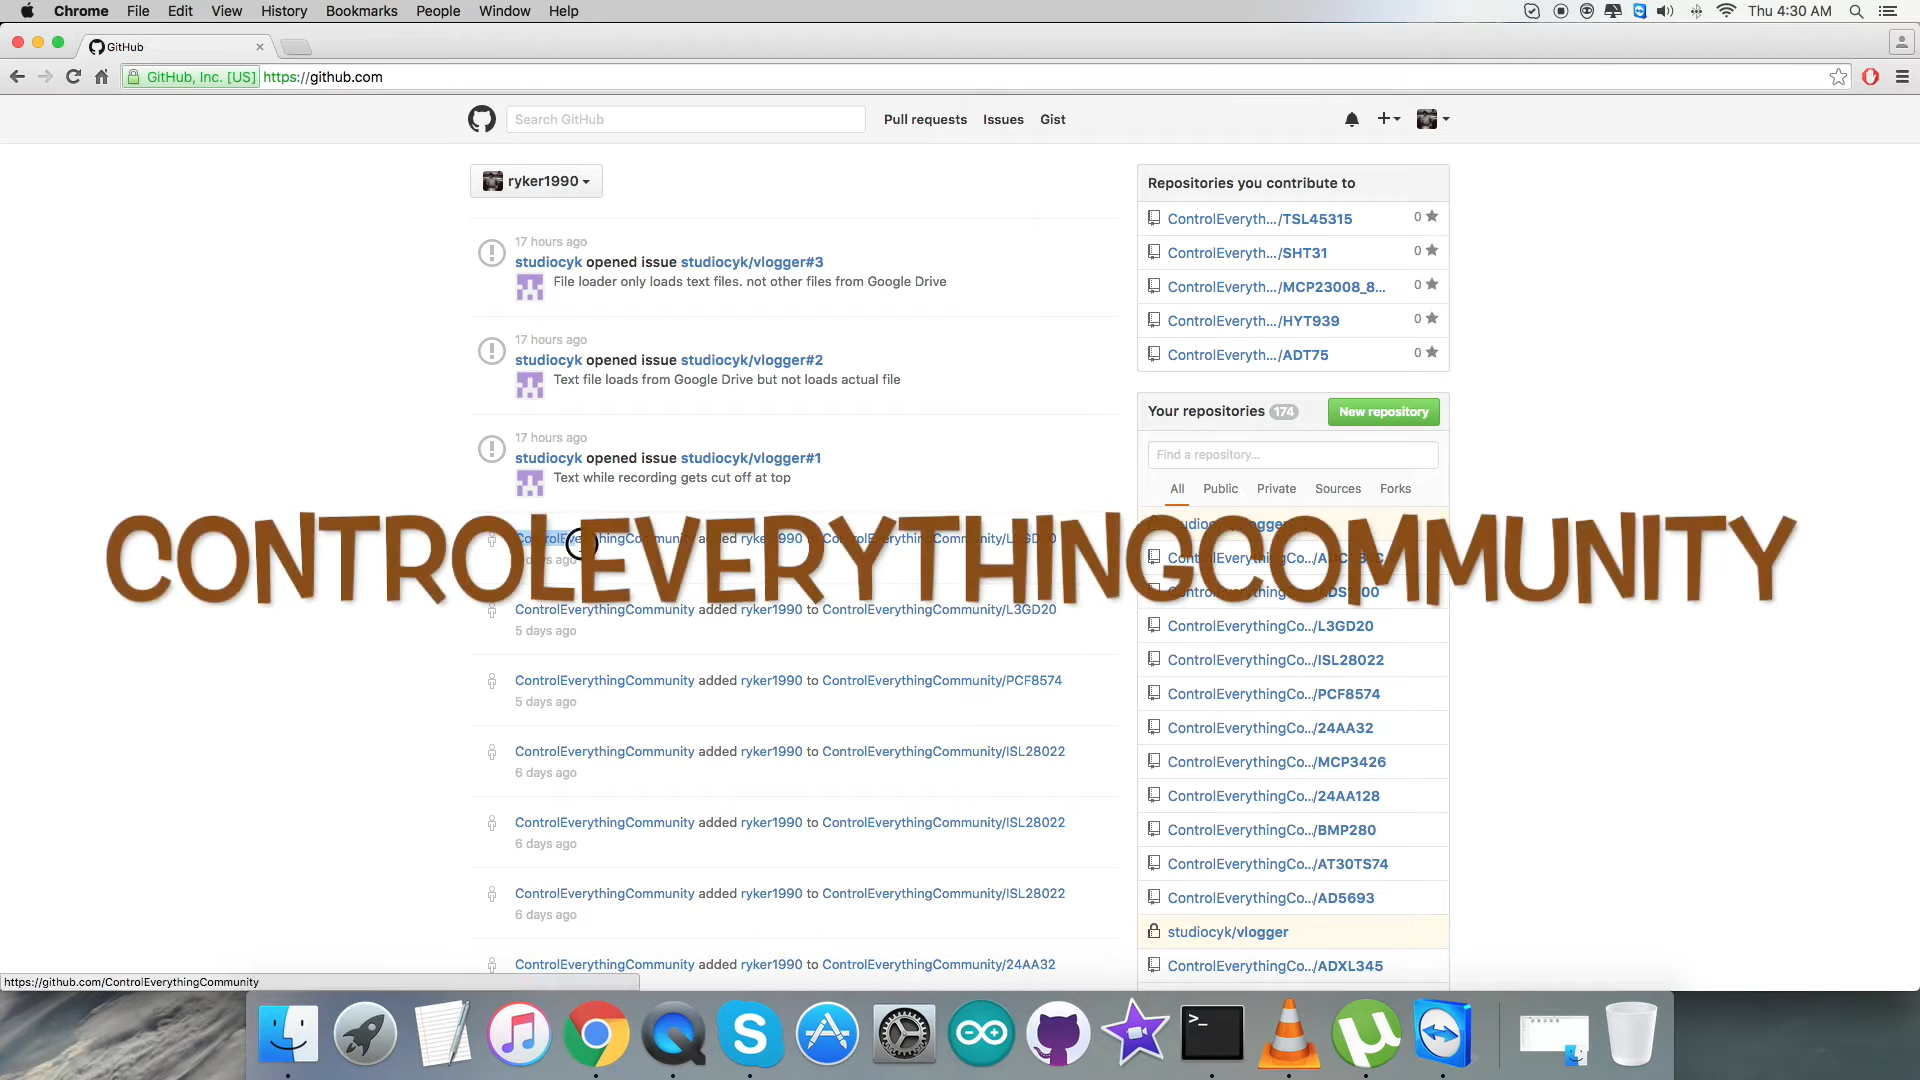 Chrome File Edit View History Bookmarks People Window Help
Thu 4:30 AM
GitHub
GitHub, Inc. [US] https://github.com
Search GitHub
Pull requests Issues Gist
ryker1990
17 hours ago
studiocyk opened issue studiocyk/vlogger#3
File loader only loads text files. not other files from Google Drive
17 hours ago
studiocyk opened issue studiocyk/vlogger#2
Text file loads from Google Drive but not loads actual file
17 hours ago
studiocyk opened issue studiocyk/vlogger#1
Text while recording gets cut off at top
ControlEverythingCommunity added ryker1990 to ControlEverythingCommunity/L3GD20
days ago
CONTROLEVERYTHINGCOMMUNITY
ControlEverythingCommunity added ryker1990 to ControlEverythingCommunity/L3GD20
5 days ago
ControlEverythingCommunity added ryker1990 to ControlEverythingCommunity/PCF8574
5 days ago
ControlEverythingCommunity added ryker1990 to ControlEverythingCommunity/ISL28022
6 days ago
ControlEverythingCommunity added ryker1990 to ControlEverythingCommunity/ISL28022
6 days ago
ControlEverythingCommunity added ryker1990 to ControlEverythingCommunity/ISL28022
6 days ago
ControlEverythingCommunity added ryker1990 to ControlEverythingCommunity/24AA32
Repositories you contribute to
ControlEveryth.../TSL45315 0
ControlEveryth.../SHT31 0
ControlEveryth.../MCP23008_8... 0
ControlEveryth.../HYT939 0
ControlEveryth.../ADT75 0
Your repositories 174 New repository
Find a repository...
All Public Private Sources Forks
studiocyk/vlogger
ControlEverythingCo.../L3GD20
ControlEverythingCo.../ISL28022
ControlEverythingCo.../PCF8574
ControlEverythingCo.../24AA32
ControlEverythingCo.../MCP3426
ControlEverythingCo.../24AA128
ControlEverythingCo.../BMP280
ControlEverythingCo.../AT30TS74
ControlEverythingCo.../AD5693
studiocyk/vlogger
ControlEverythingCo.../ADXL345
https://github.com/ControlEverythingCommunity